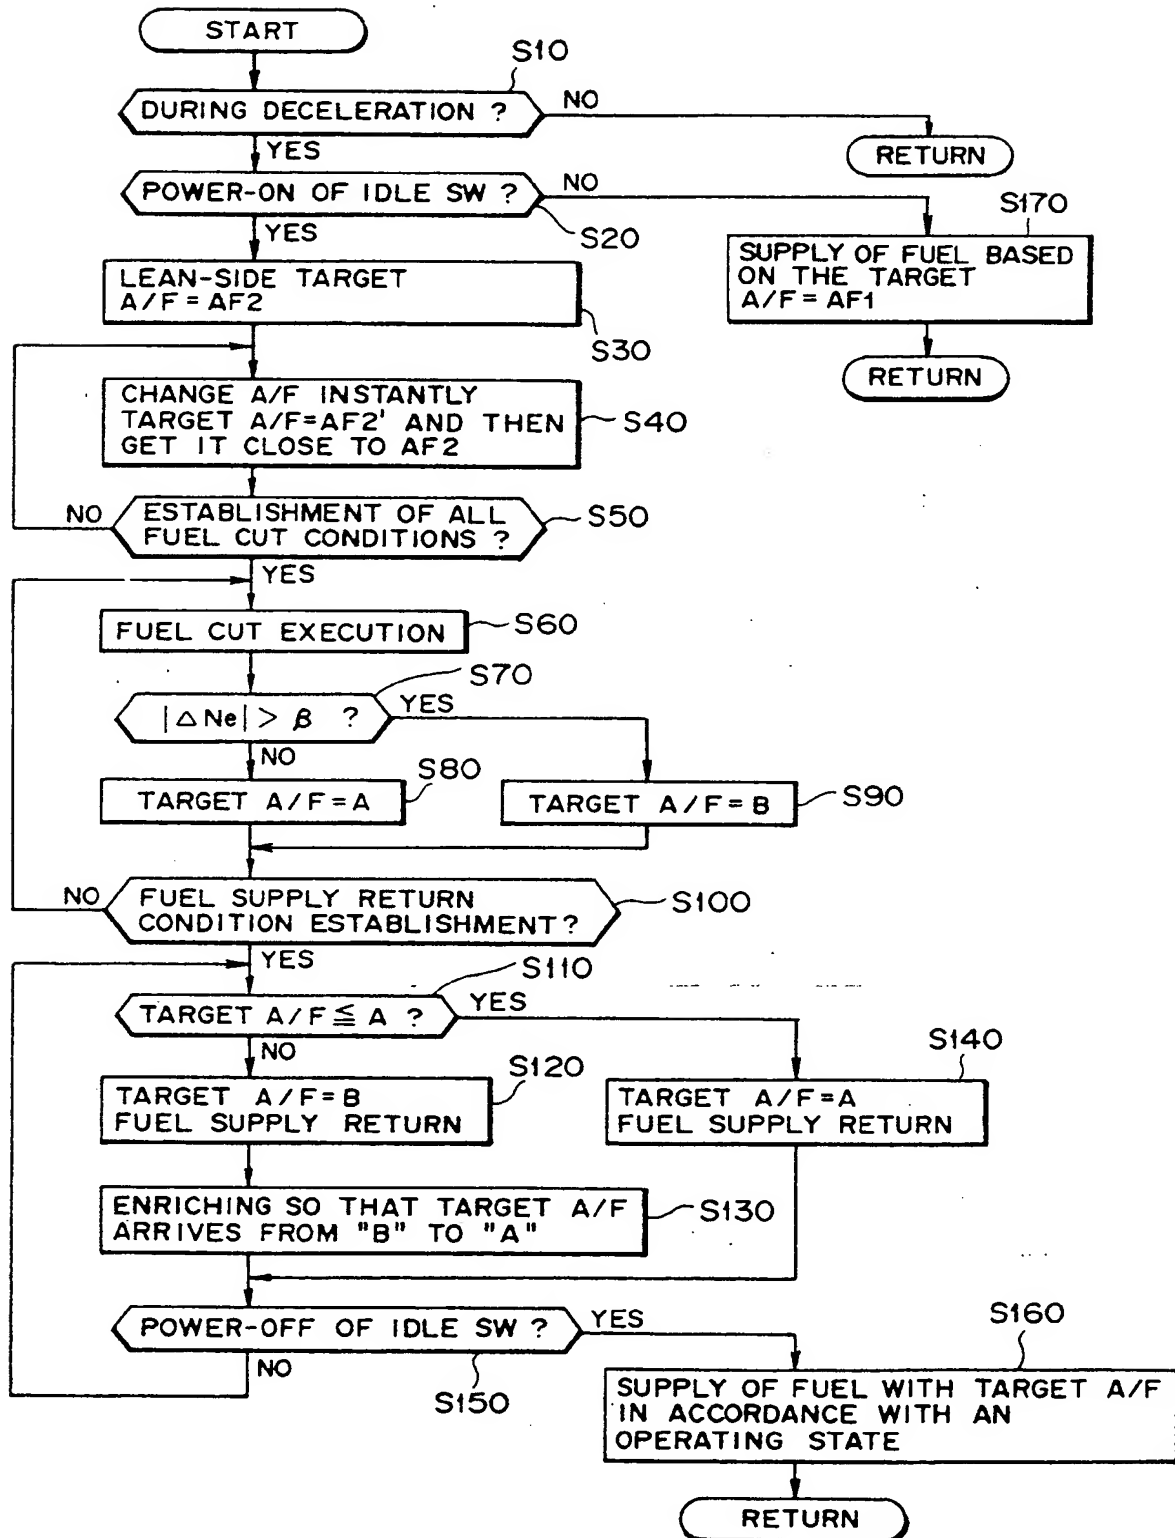 START
S10
DURING DECELERATION ?
NO
RETURN
YES
POWER-ON OF IDLE SW ?
NO
S20
YES
S170
SUPPLY OF FUEL BASED
ON THE TARGET
A/F = AF1
RETURN
LEAN-SIDE TARGET
A/F = AF2
S30
CHANGE A/F INSTANTLY
TARGET A/F=AF2' AND THEN
GET IT CLOSE TO AF2
S40
NO
ESTABLISHMENT OF ALL
FUEL CUT CONDITIONS ?
S50
YES
FUEL CUT EXECUTION
S60
S70
|△Ne| > β ?
YES
NO
S80
TARGET A/F = A
TARGET A/F = B
S90
NO
FUEL SUPPLY RETURN
CONDITION ESTABLISHMENT?
S100
YES
S110
TARGET A/F ≦ A ?
YES
NO
S120
TARGET A/F = B
FUEL SUPPLY RETURN
S140
TARGET A/F = A
FUEL SUPPLY RETURN
ENRICHING SO THAT TARGET A/F
ARRIVES FROM "B" TO "A"
S130
POWER-OFF OF IDLE SW ?
YES
NO
S150
S160
SUPPLY OF FUEL WITH TARGET A/F
IN ACCORDANCE WITH AN
OPERATING STATE
RETURN